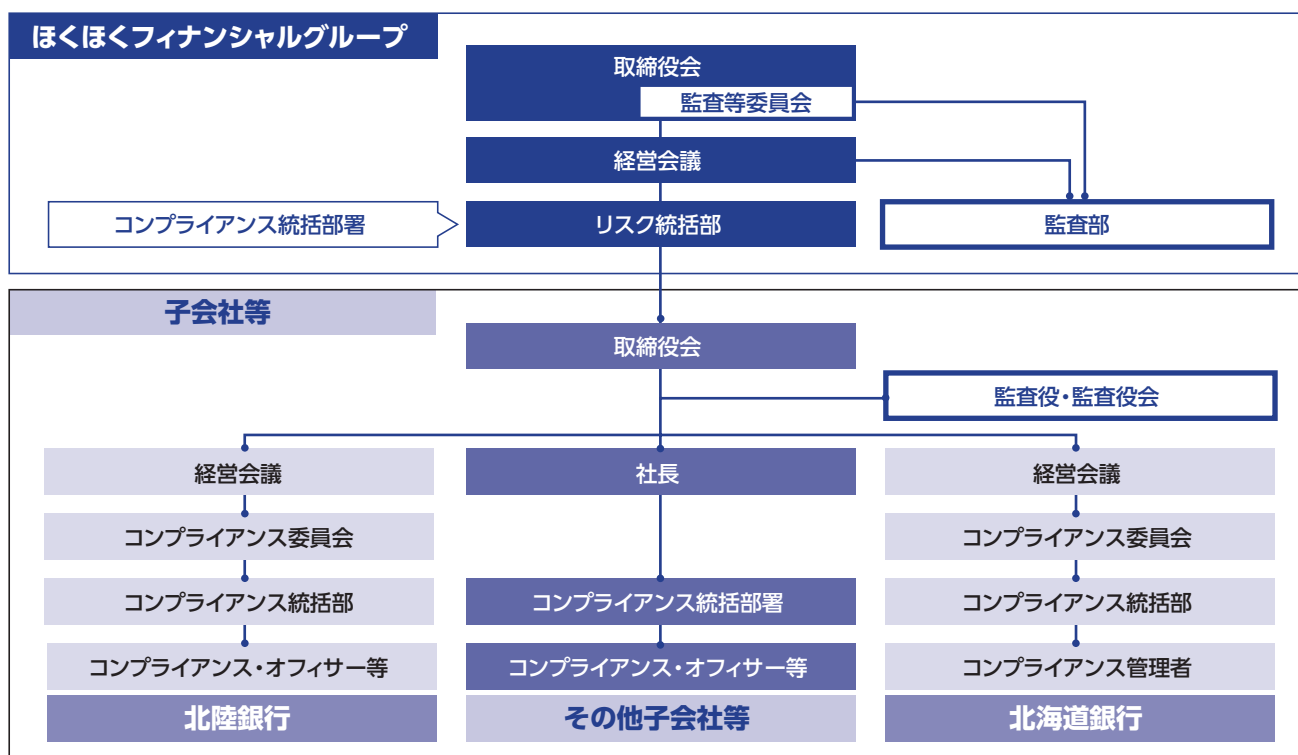 ほくほくフィナンシャルグループ
取締役会
監査等委員会
経営会議
コンプライアンス統括部署
リスク統括部
監査部
子会社等
取締役会
監査役・監査役会
経営会議
社長
経営会議
コンプライアンス委員会
コンプライアンス委員会
コンプライアンス統括部
コンプライアンス統括部署
コンプライアンス統括部
コンプライアンス・オフィサー等
コンプライアンス・オフィサー等
コンプライアンス管理者
北陸銀行
その他子会社等
北海道銀行